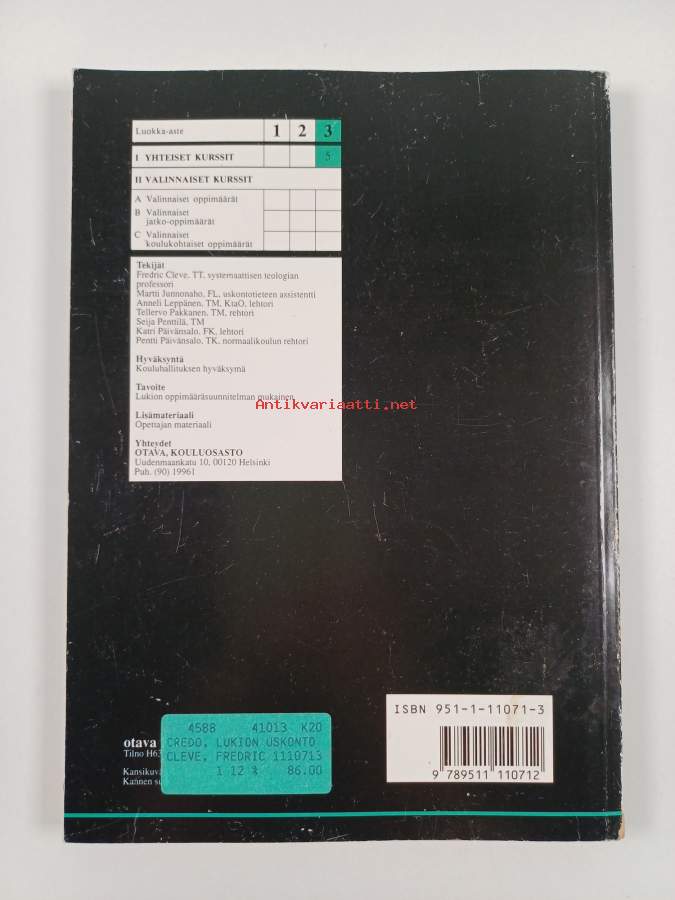 Luokka-aste 1 2 3
I YHTEISET KURSSIT 5
II VALINNAISET KURSSIT
A Valinnaiset oppimäärät
B Valinnaiset
jatko-oppimäärät
C Valinnaiset
koulukohtaiset oppimäärät
Tekijät
Fredric Cleve, TT, systemaattisen teologian
professori
Martti Junnonaho, FL, uskontotieteen assistentti
Anneli Leppänen, TM, KtaO, lehtori
Tellervo Pakkanen, TM, rehtori
Seija Penttilä, TM
Katri Päivänsalo, FK, lehtori
Pentti Päivänsalo, TK, normaalikoulun rehtori
Hyväksyntä
Kouluhallituksen hyväksymä
Tavoite
Lukion oppimääräsuunnitelman mukainen
Antikvariaatti.net
Lisämateriaali
Opettajan materiaali
Yhteydet
OTAVA, KOULUOSASTO
Uudenmaankatu 10, 00120 Helsinki
Puh. (90) 19961
ISBN 951-1-11071-3
9 789511 110712
4588 41013 K20
CREDO, LUKION USKONTO
CLEVE, FREDRIC 1110713
1 12 % 86.00
otava
Tilno
Kannen